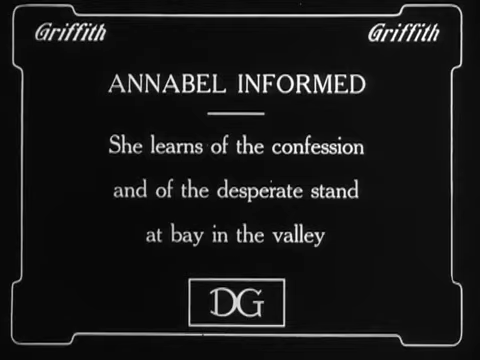 Griffith Griffith
ANNABEL INFORMED
She learns of the confession
and of the desperate stand
at bay in the valley
DG